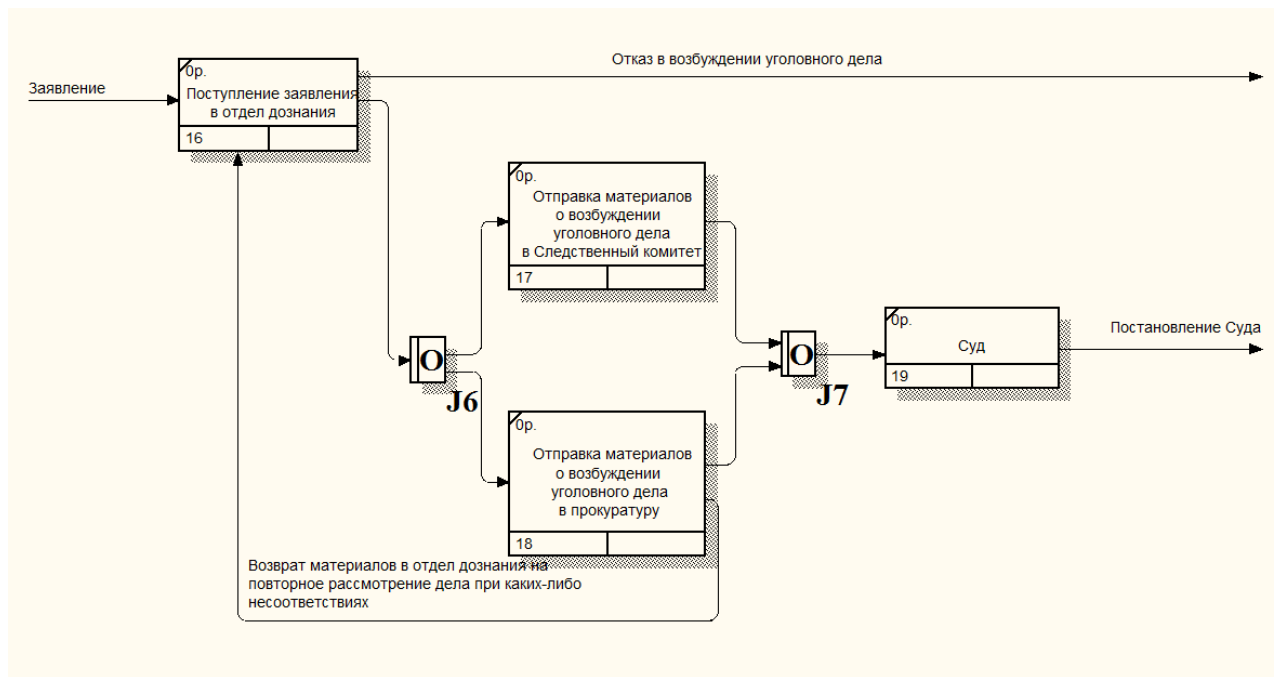 Отказ в возбуждении уголовного дела
Заявление
0р.
Поступление заявления
в отдел дознания
16
0р.
Отправка материалов
о возбуждении
уголовного дела
в Следственный комитет
17
O
J6
O
J7
0р.
Суд
19
Постановление Суда
0р.
Отправка материалов
о возбуждении
уголовного дела
в прокуратуру
18
Возврат материалов в отдел дознания на
повторное рассмотрение дела при каких-либо
несоответствиях